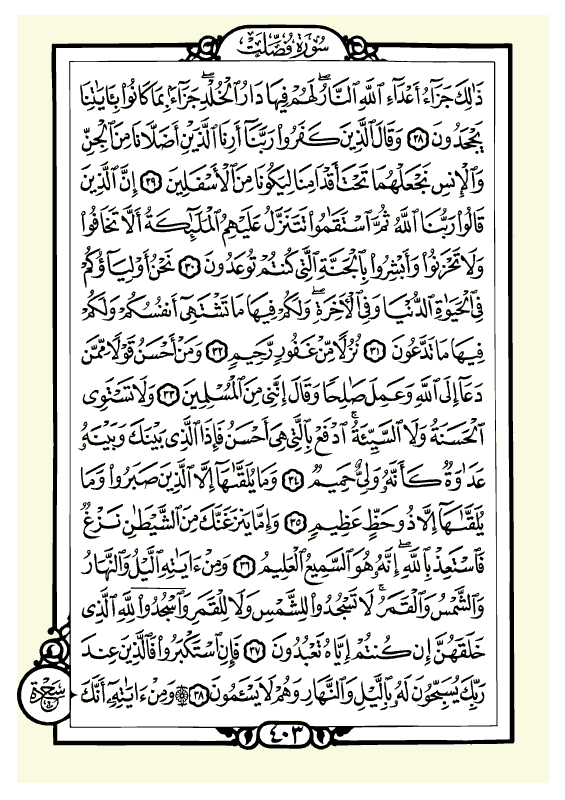 سورة فصلت
ذَٰلِكَ جَزَآءُ أَعْدَآءِ ٱللَّهِ ٱلنَّارُ ۖ لَهُمْ فِيهَا دَارُ ٱلْخُلْدِ ۖ جَزَآءًۢ بِمَا كَانُوا۟ بِـَٔايَٰتِنَا
يَجْحَدُونَ ٢٨ وَقَالَ ٱلَّذِينَ كَفَرُوا۟ رَبَّنَآ أَرِنَا ٱلَّذَيْنِ أَضَلَّانَا مِنَ ٱلْجِنِّ
وَٱلْإِنسِ نَجْعَلْهُمَا تَحْتَ أَقْدَامِنَا لِيَكُونَا مِنَ ٱلْأَسْفَلِينَ ٢٩ إِنَّ ٱلَّذِينَ
قَالُوا۟ رَبُّنَا ٱللَّهُ ثُمَّ ٱسْتَقَٰمُوا۟ تَتَنَزَّلُ عَلَيْهِمُ ٱلْمَلَٰٓئِكَةُ أَلَّا تَخَافُوا۟
وَلَا تَحْزَنُوا۟ وَأَبْشِرُوا۟ بِٱلْجَنَّةِ ٱلَّتِى كُنتُمْ تُوعَدُونَ ٣٠ نَحْنُ أَوْلِيَآؤُكُمْ
فِى ٱلْحَيَوٰةِ ٱلدُّنْيَا وَفِى ٱلْءَاخِرَةِ ۖ وَلَكُمْ فِيهَا مَا تَشْتَهِىٓ أَنفُسُكُمْ وَلَكُمْ
فِيهَا مَا تَدَّعُونَ ٣١ نُزُلًا مِّنْ غَفُورٍ رَّحِيمٍ ٣٢ وَمَنْ أَحْسَنُ قَوْلًا مِّمَّن
دَعَآ إِلَى ٱللَّهِ وَعَمِلَ صَٰلِحًا وَقَالَ إِنَّنِى مِنَ ٱلْمُسْلِمِينَ ٣٣ وَلَا تَسْتَوِى
ٱلْحَسَنَةُ وَلَا ٱلسَّيِّئَةُ ۚ ٱدْفَعْ بِٱلَّتِى هِىَ أَحْسَنُ فَإِذَا ٱلَّذِى بَيْنَكَ وَبَيْنَهُۥ
عَدَٰوَةٌ كَأَنَّهُۥ وَلِىٌّ حَمِيمٌ ٣٤ وَمَا يُلَقَّىٰهَآ إِلَّا ٱلَّذِينَ صَبَرُوا۟ وَمَا
يُلَقَّىٰهَآ إِلَّا ذُو حَظٍّ عَظِيمٍ ٣٥ وَإِمَّا يَنزَغَنَّكَ مِنَ ٱلشَّيْطَٰنِ نَزْغٌ
فَٱسْتَعِذْ بِٱللَّهِ ۖ إِنَّهُۥ هُوَ ٱلسَّمِيعُ ٱلْعَلِيمُ ٣٦ وَمِنْ ءَايَٰتِهِ ٱلَّيْلُ وَٱلنَّهَارُ
وَٱلشَّمْسُ وَٱلْقَمَرُ ۚ لَا تَسْجُدُوا۟ لِلشَّمْسِ وَلَا لِلْقَمَرِ وَٱسْجُدُوا۟ لِلَّهِ ٱلَّذِى
خَلَقَهُنَّ إِن كُنتُمْ إِيَّاهُ تَعْبُدُونَ ٣٧ فَإِنِ ٱسْتَكْبَرُوا۟ فَٱلَّذِينَ عِندَ
رَبِّكَ يُسَبِّحُونَ لَهُۥ بِٱلَّيْلِ وَٱلنَّهَارِ وَهُمْ لَا يَسْـَٔمُونَ ۩ ٣٨ وَمِنْ ءَايَٰتِهِۦٓ أَنَّكَ
سجدة
٤٠٣